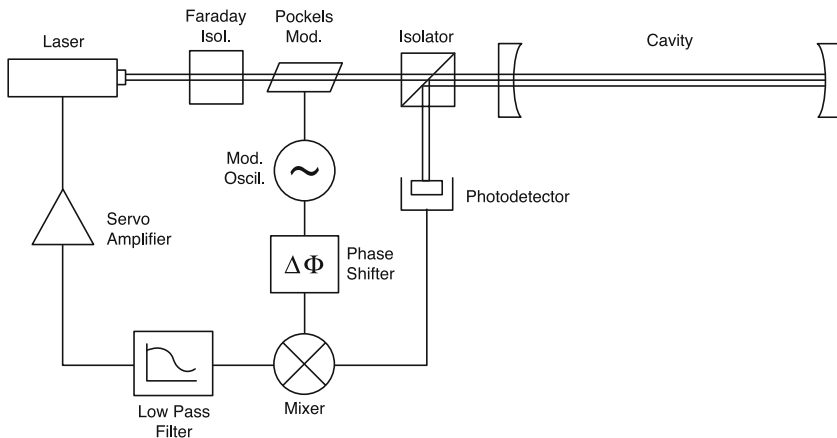 Laser
Faraday
Isol.
Pockels
Mod.
Isolator
Cavity
Mod.
Oscil.
~
Photodetector
Servo
Amplifier
ΔΦ
Phase
Shifter
Low Pass
Filter
Mixer